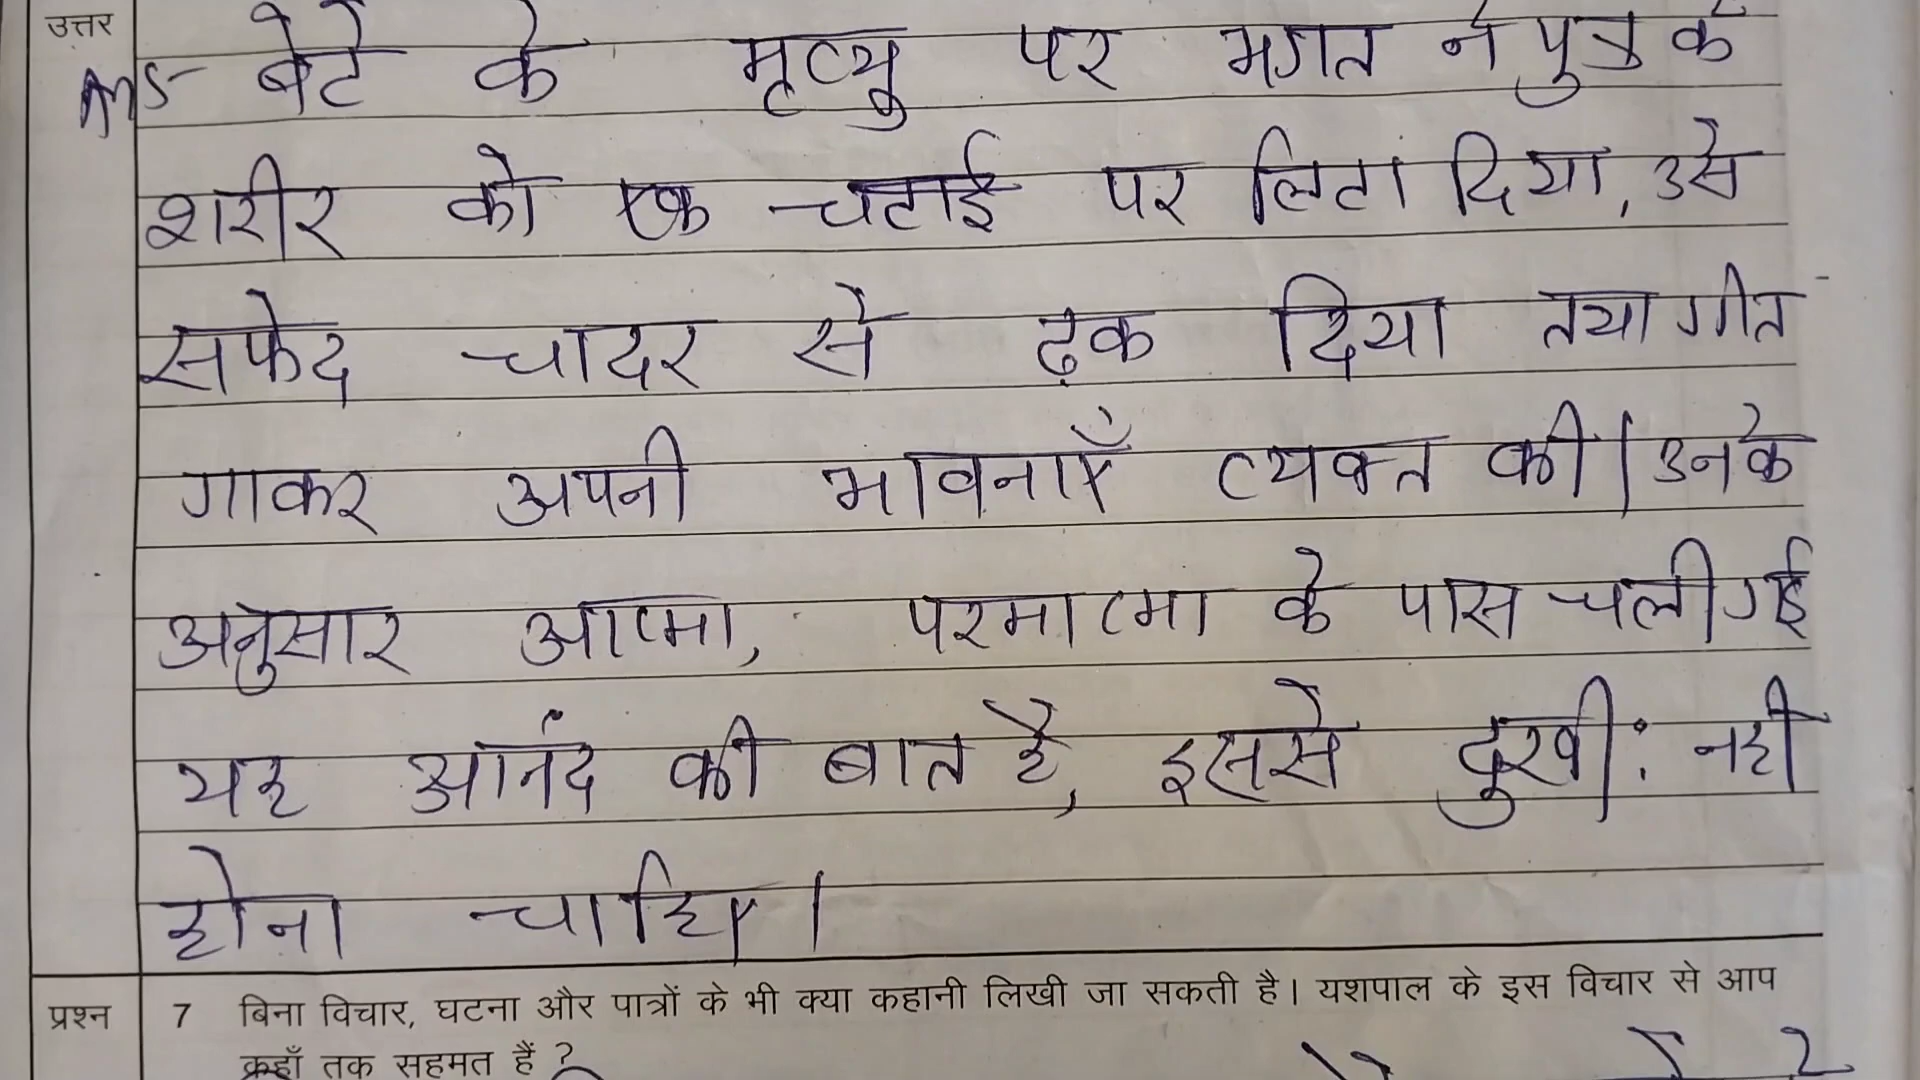 उत्तर
Ans- बेटे के मृत्यु पर भगत ने पुत्र के
शरीर को एक चटाई पर लिटा दिया, उसे
सफेद चादर से ढ़क दिया तथा गीत
गाकर अपनी भावनाएँ व्यक्त की। उनके
अनुसार आत्मा, परमात्मा के पास चली गई
यह आनंद की बात है, इससे दुखी: नही
होना चाहिए।
प्रश्न 7 बिना विचार, घटना और पात्रों के भी क्या कहानी लिखी जा सकती है। यशपाल के इस विचार से आप
कहाँ तक सहमत हैं ?